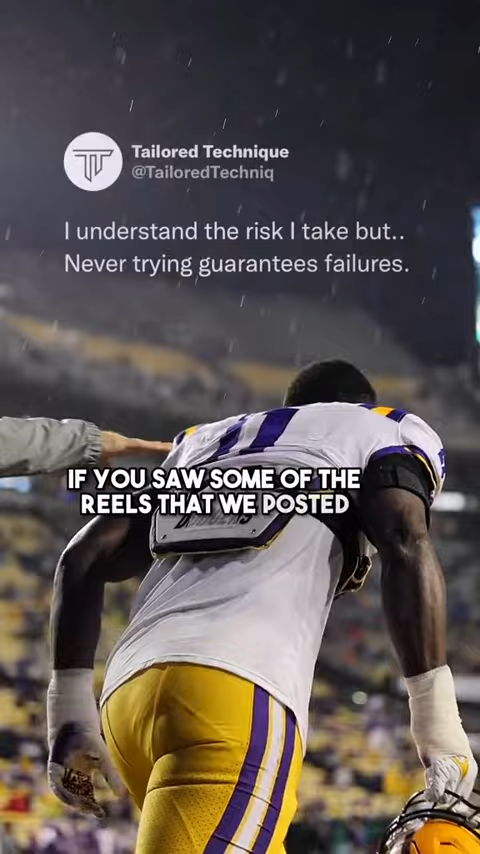 Tailored Technique
@TailoredTechniq
I understand the risk I take but..
Never trying guarantees failures.
IF YOU SAW SOME OF THE
REELS THAT WE POSTED